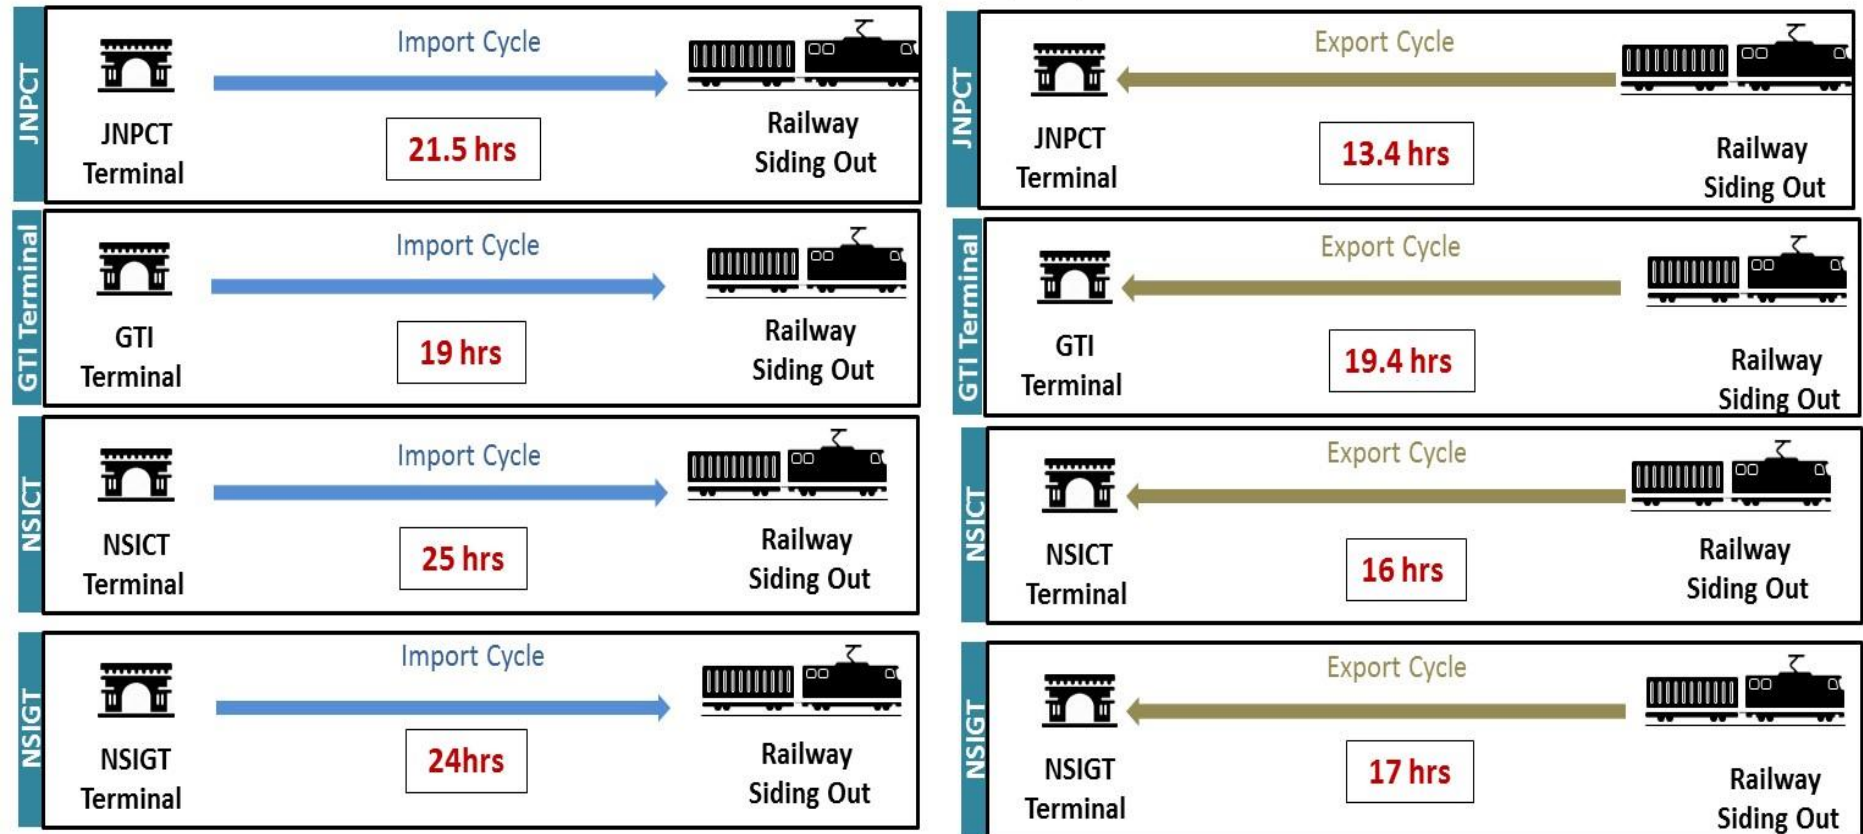 JNPCT
Import Cycle
21.5 hrs
JNPCT
Terminal
Railway
Siding Out
GTI Terminal
Import Cycle
19 hrs
GTI
Terminal
Railway
Siding Out
NSICT
Import Cycle
25 hrs
NSICT
Terminal
Railway
Siding Out
NSIGT
Import Cycle
24hrs
NSIGT
Terminal
Railway
Siding Out
JNPCT
Export Cycle
13.4 hrs
JNPCT
Terminal
Railway
Siding Out
GTI Terminal
Export Cycle
19.4 hrs
GTI
Terminal
Railway
Siding Out
NSICT
Export Cycle
16 hrs
NSICT
Terminal
Railway
Siding Out
NSIGT
Export Cycle
17 hrs
NSIGT
Terminal
Railway
Siding Out